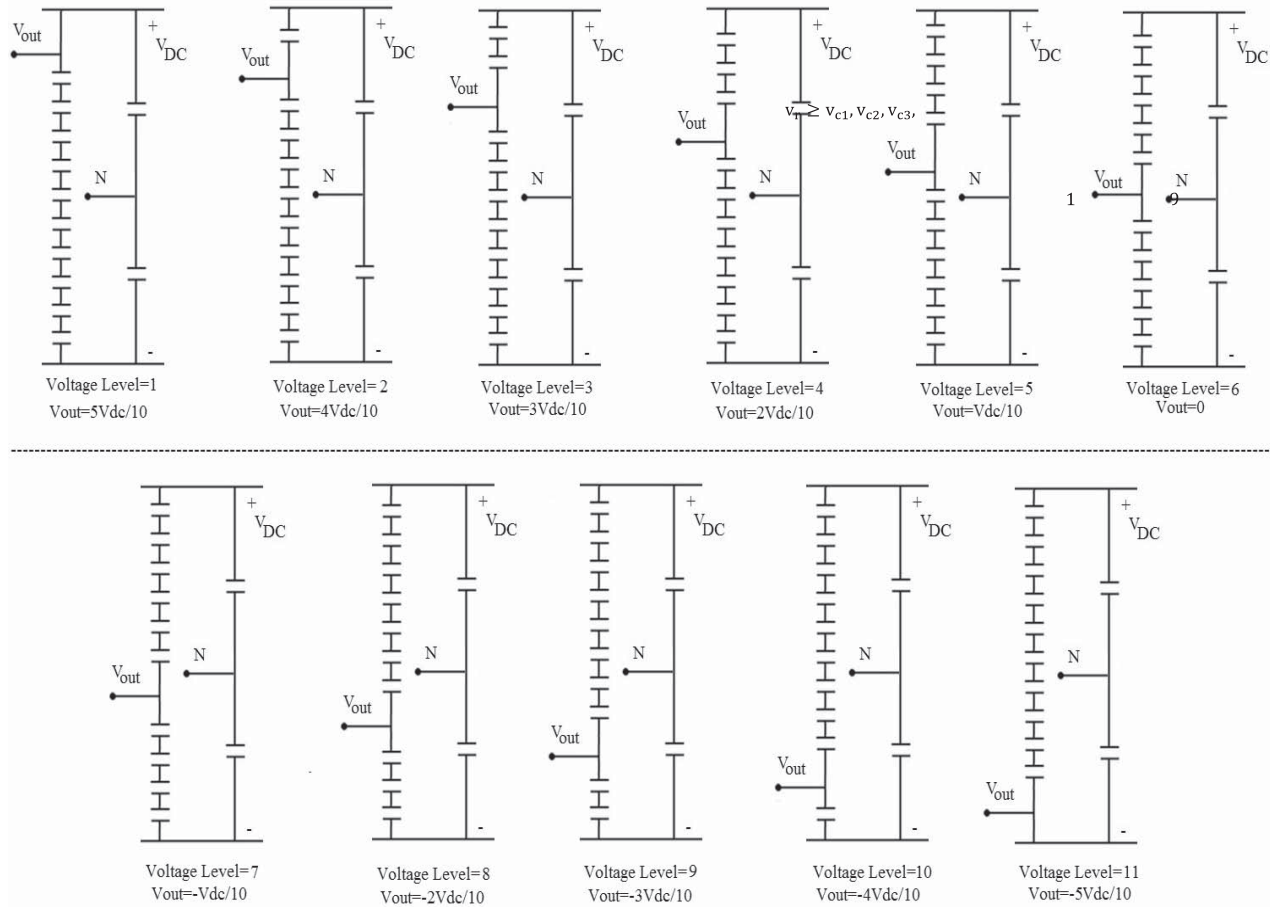 +
Vout
VDC
N
-
Voltage Level=1
Vout=5Vdc/10
+
Vout
VDC
N
-
Voltage Level= 2
Vout=4Vdc/10
+
VDC
Vout
N
-
Voltage Level=3
Vout=3Vdc/10
+
VDC
≥ vc1, vc2, vc3,
Vout
N
-
Voltage Level=4
Vout=2Vdc/10
+
VDC
Vout
N
-
Voltage Level=5
Vout=Vdc/10
+
VDC
Vout
N
1
9
-
Voltage Level=6
Vout=0
+
VDC
N
Vout
-
Voltage Level=7
Vout=-Vdc/10
+
VDC
N
Vout
-
Voltage Level=8
Vout=-2Vdc/10
+
VDC
N
Vout
-
Voltage Level=9
Vout=-3Vdc/10
+
VDC
N
Vout
-
Voltage Level=10
Vout=-4Vdc/10
+
VDC
N
Vout
-
Voltage Level=11
Vout=-5Vdc/10